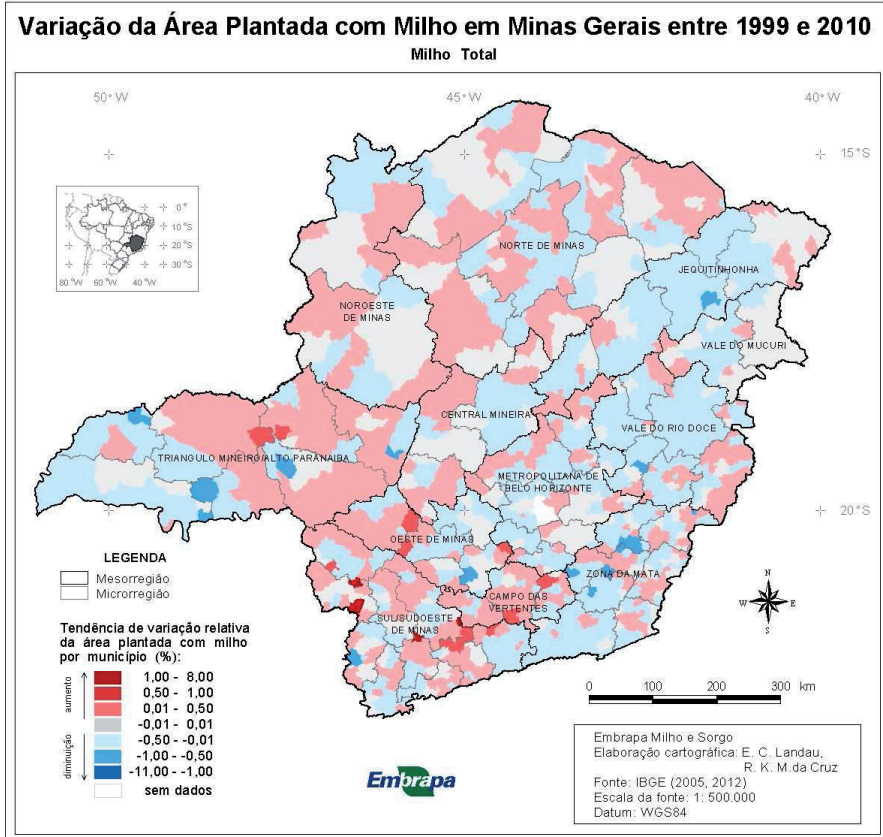 Variação da Área Plantada com Milho em Minas Gerais entre 1999 e 2010
Milho Total
50° W
45° W
40° W
15°S
0°
10°S
20°S
30°S
80°W 60°W 40°W
NORTE DE MINAS
JEQUITINHONHA
NOROESTE
DE MINAS
VALE DO MUCURI
CENTRAL MINEIRA
VALE DO RIO DOCE
TRIANGULO MINEIRO/ALTO PARANAIBA
METROPOLITANA DE
BELO HORIZONTE
20°S
OESTE DE MINAS
ZONA DA MATA
CAMPO DAS
VERTENTES
SUL/SUDOESTE
DE MINAS
LEGENDA
Mesorregião
Microrregião
N
W E
S
Tendência de variação relativa
da área plantada com milho
por município (%):
aumento
1,00 - 8,00
0,50 - 1,00
0,01 - 0,50
-0,01 - 0,01
diminuição
-0,50 - -0,01
-1,00 - -0,50
-11,00 - -1,00
sem dados
0 100 200 300 km
Embrapa
Embrapa Milho e Sorgo
Elaboração cartográfica: E. C. Landau,
R. K. M.da Cruz
Fonte: IBGE (2005, 2012)
Escala da fonte: 1: 500.000
Datum: WGS84